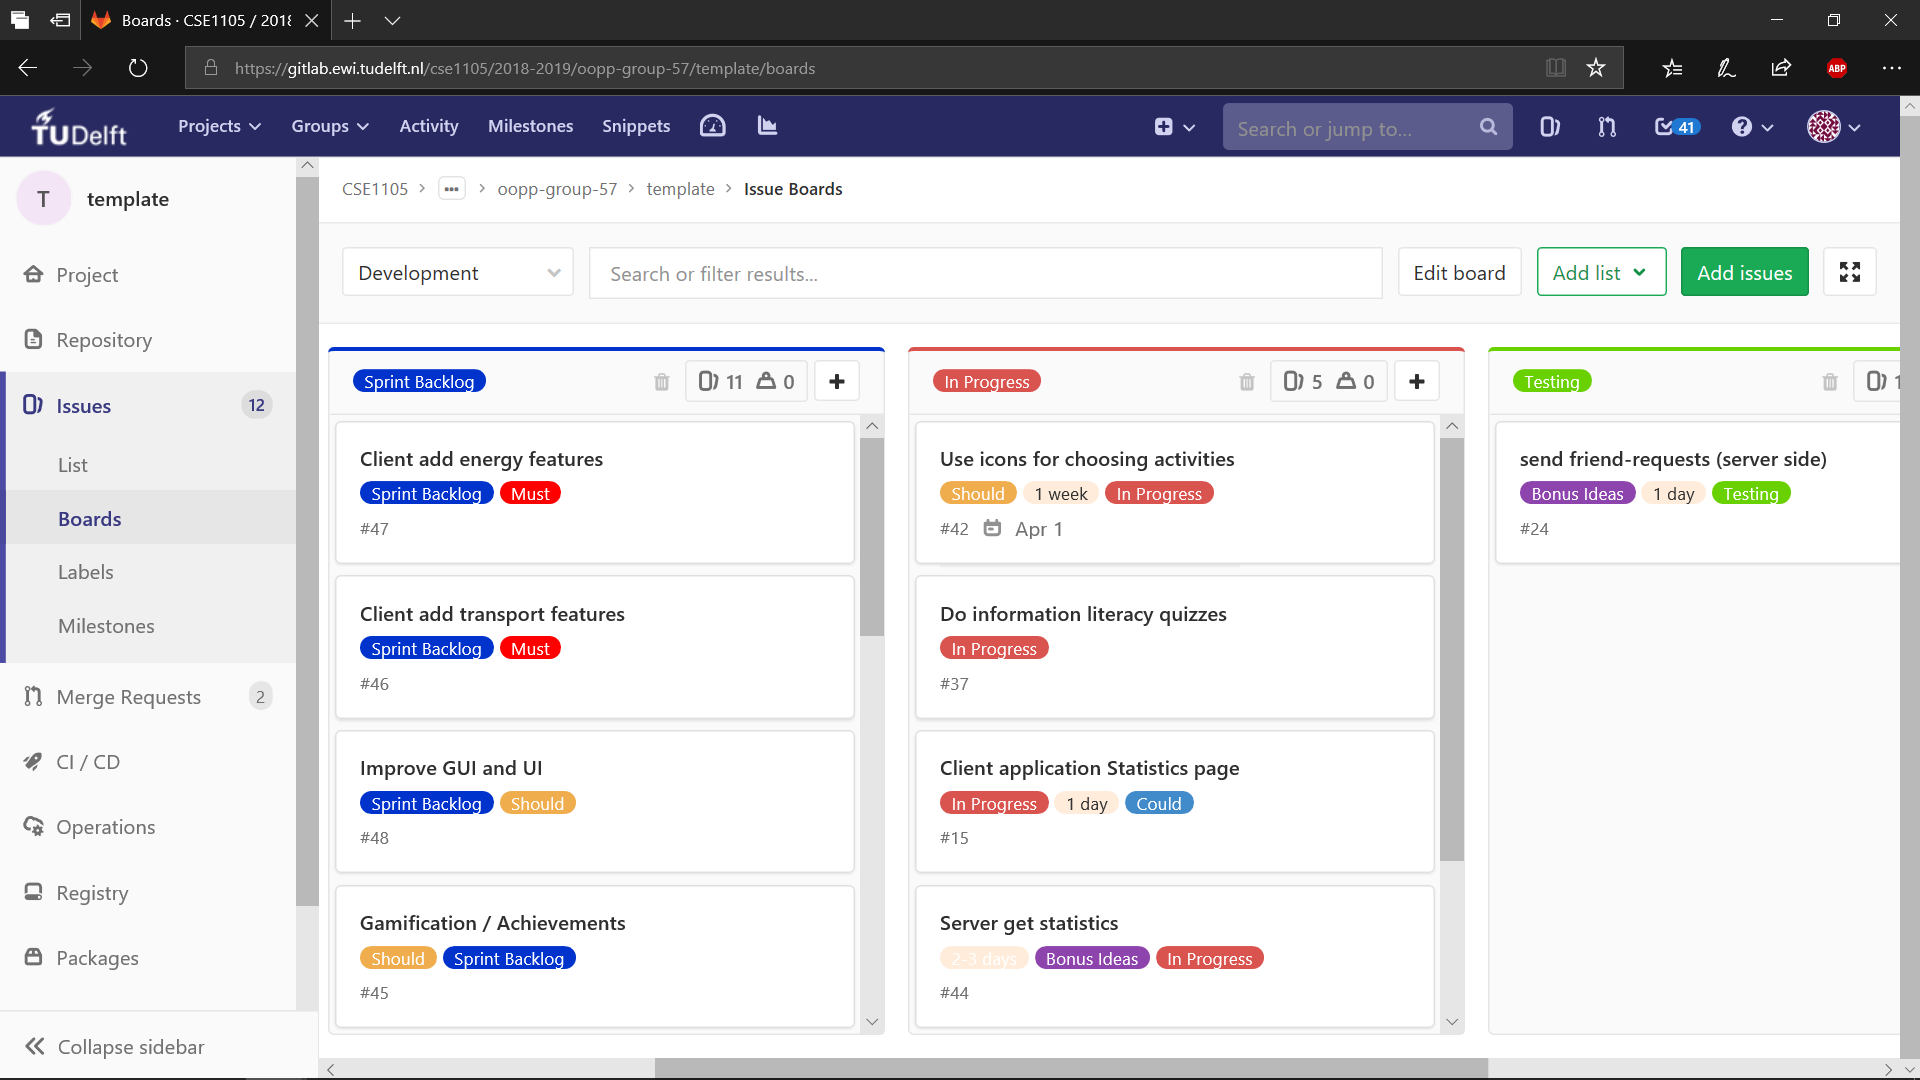 Boards · CSE1105 / 2018
https://gitlab.ewi.tudelft.nl/cse1105/2018-2019/oopp-group-57/template/boards
ABP
TUDelft
Projects
Groups
Activity
Milestones
Snippets
Search or jump to...
41
T
template
CSE1105 > ... > oopp-group-57 > template > Issue Boards
Development
Search or filter results...
Edit board
Add list
Add issues
Project
Repository
Issues 12
List
Boards
Labels
Milestones
Merge Requests 2
CI / CD
Operations
Registry
Packages
Collapse sidebar
Sprint Backlog 11 0
Client add energy features
Sprint Backlog Must
#47
Client add transport features
Sprint Backlog Must
#46
Improve GUI and UI
Sprint Backlog Should
#48
Gamification / Achievements
Should Sprint Backlog
#45
In Progress 5 0
Use icons for choosing activities
Should 1 week In Progress
#42 Apr 1
Do information literacy quizzes
In Progress
#37
Client application Statistics page
In Progress 1 day Could
#15
Server get statistics
2-3 days Bonus Ideas In Progress
#44
Testing
send friend-requests (server side)
Bonus Ideas 1 day Testing
#24